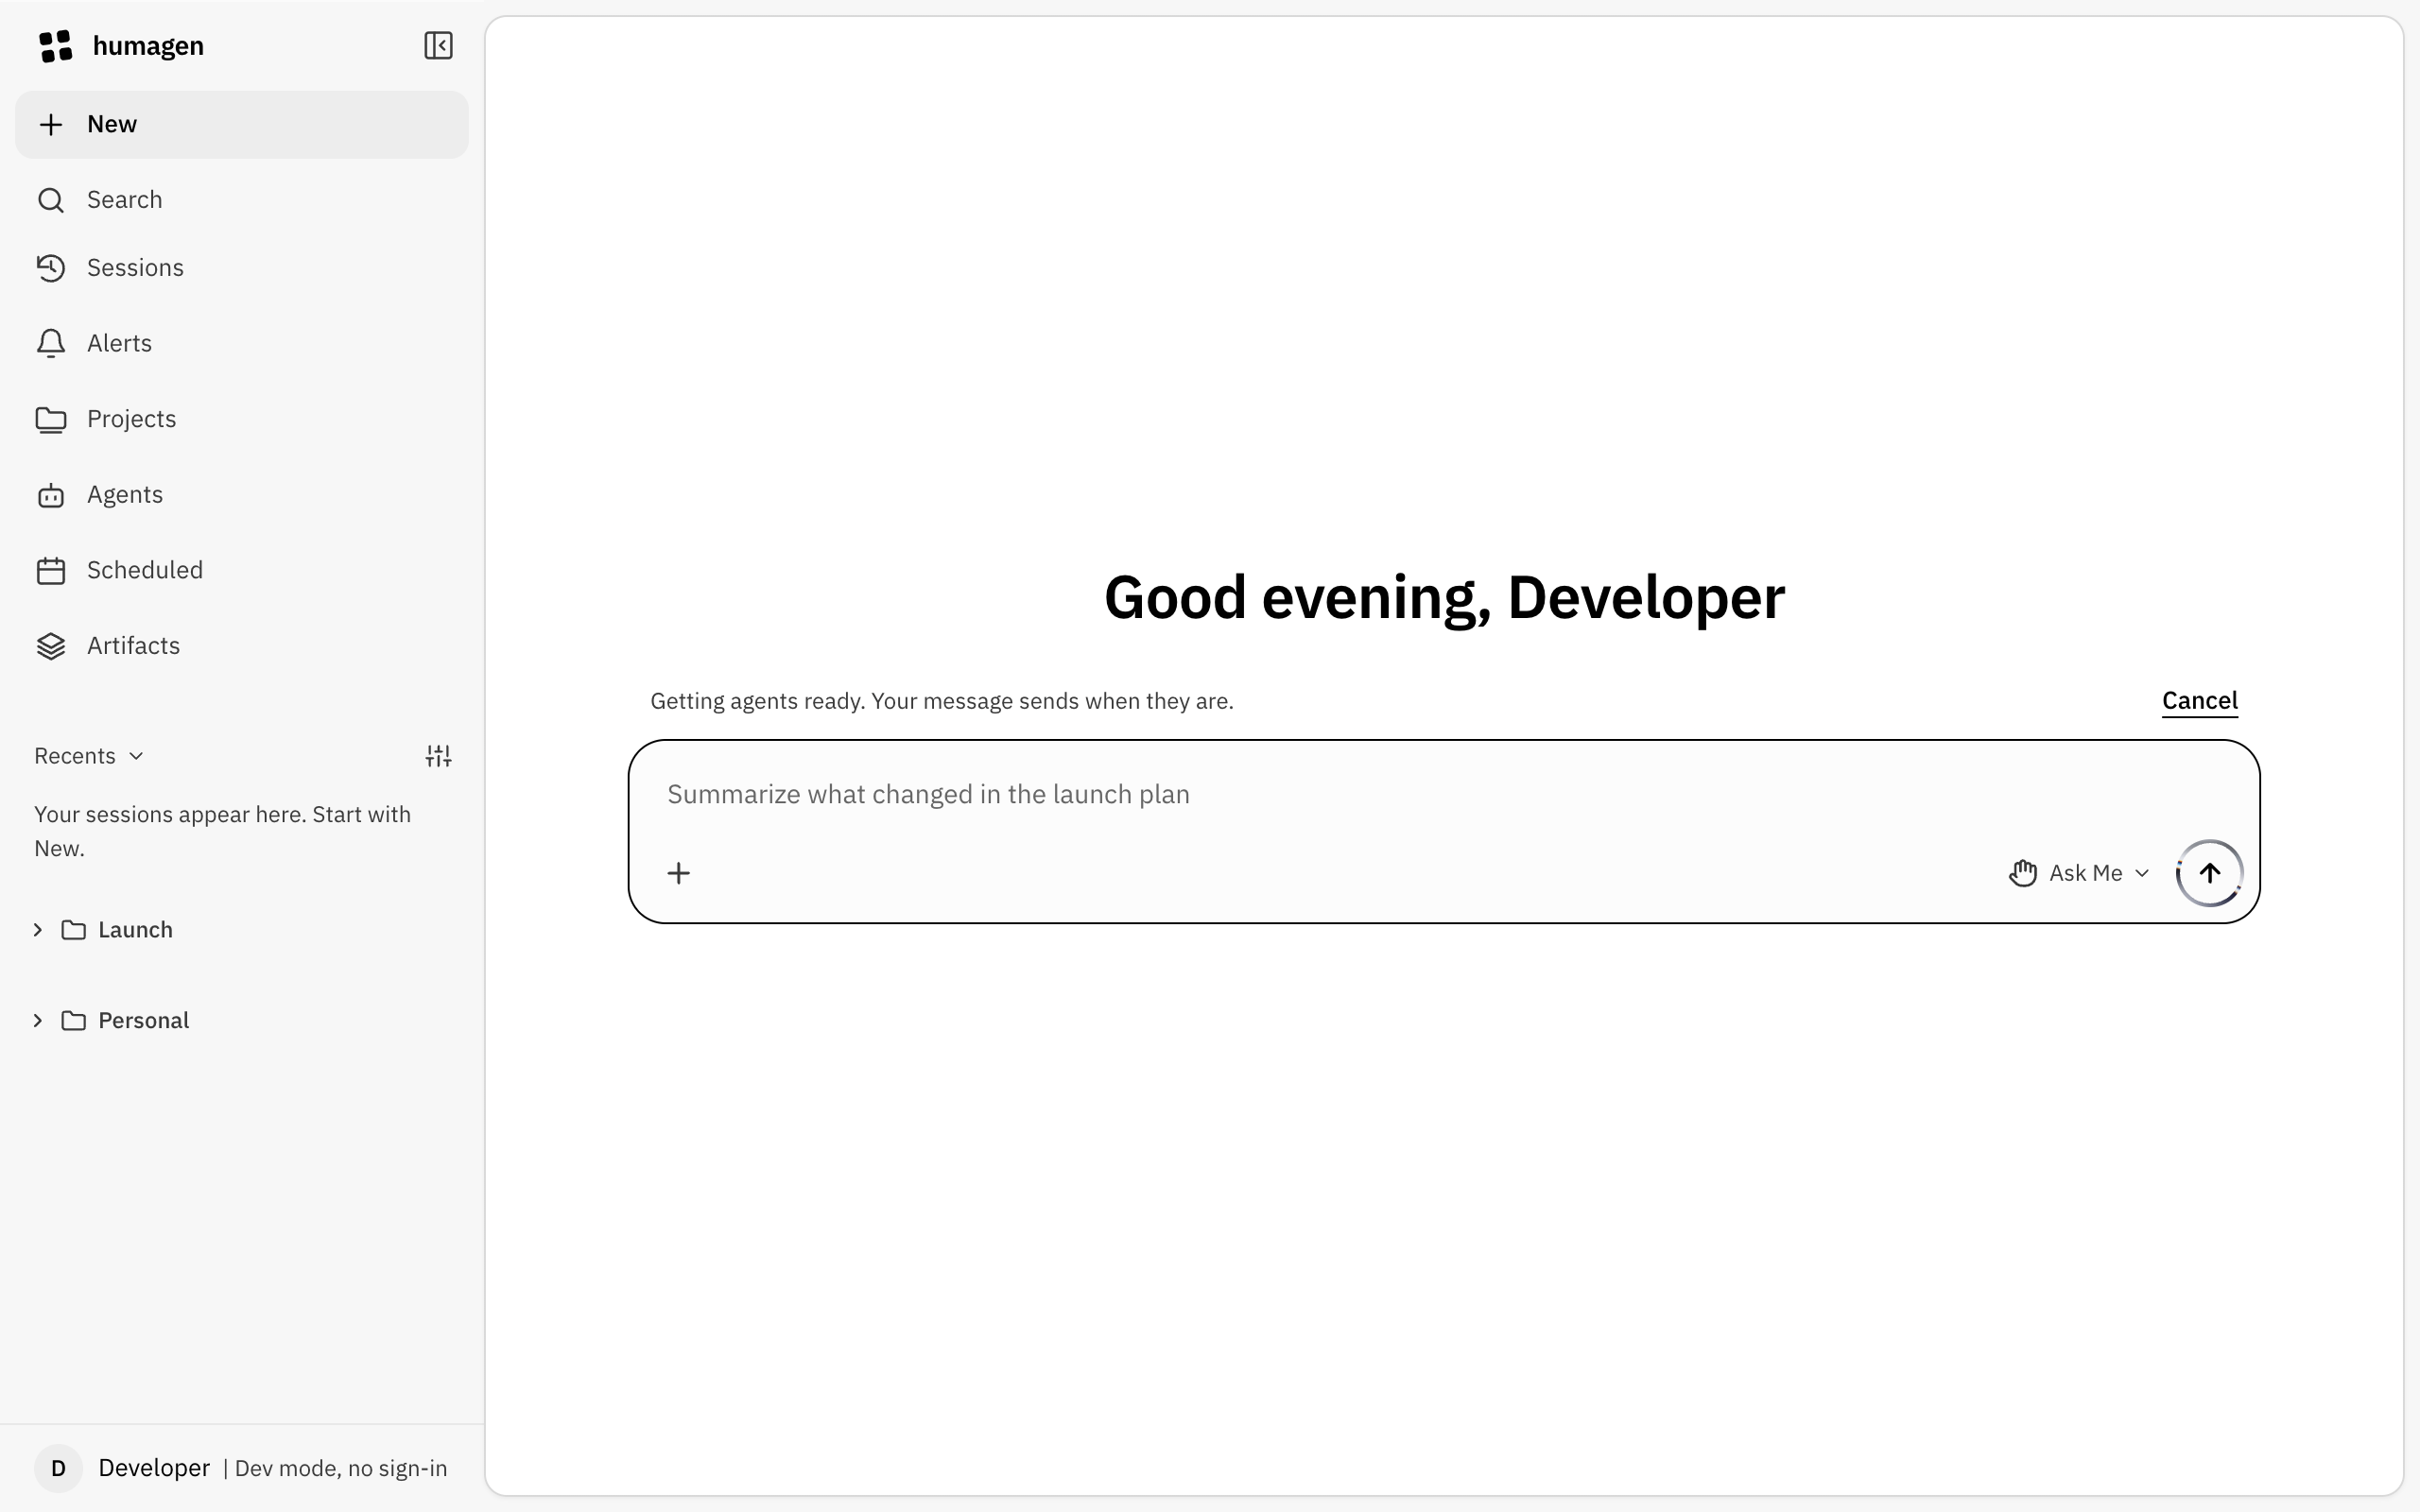 humagen
New
Search
Sessions
Alerts
Projects
Agents
Scheduled
Artifacts
Recents
Your sessions appear here. Start with
New.
Launch
Personal
D Developer | Dev mode, no sign-in
Good evening, Developer
Getting agents ready. Your message sends when they are. Cancel
Summarize what changed in the launch plan
Ask Me